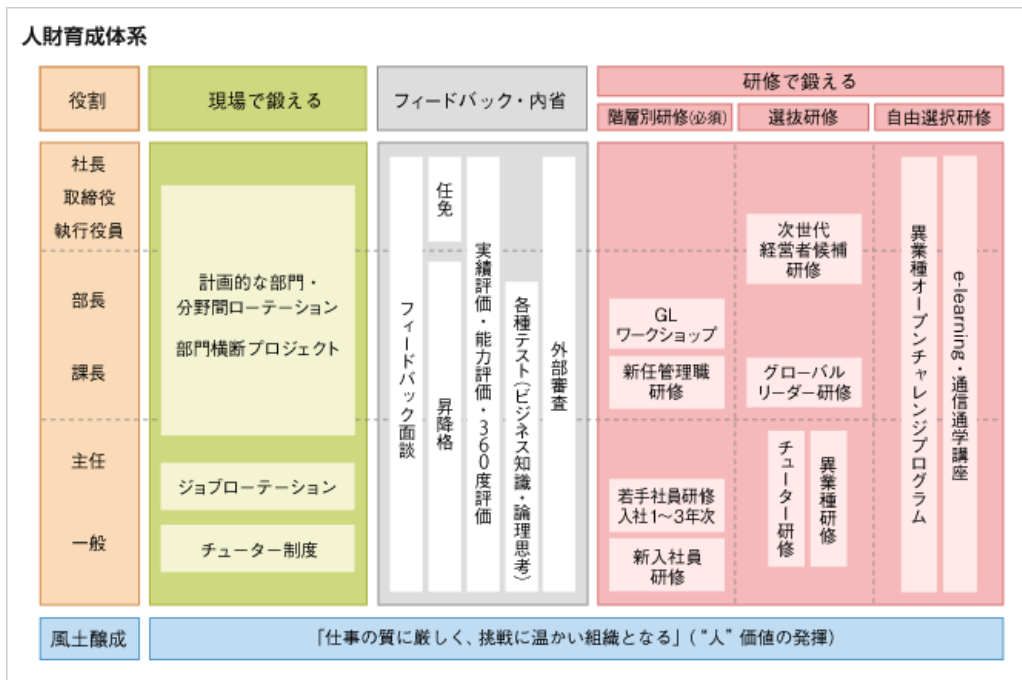 人財育成体系
役割
現場で鍛える
フィードバック・内省
研修で鍛える
階層別研修(必須)
選抜研修
自由選択研修
社長
取締役
執行役員
部長
課長
主任
一般
計画的な部門・
分野間ローテーション
部門横断プロジェクト
ジョブローテーション
チューター制度
フィードバック面談
任免
昇降格
実績評価・能力評価・360度評価
各種テスト(ビジネス知識・論理思考)
外部審査
GL
ワークショップ
新任管理職
研修
若手社員研修
入社1～3年次
新入社員
研修
次世代
経営者候補
研修
グローバル
リーダー研修
チューター研修
異業種研修
異業種オープンチャレンジプログラム
e-learning・通信通学講座
風土醸成
「仕事の質に厳しく、挑戦に温かい組織となる」(“人”価値の発揮)